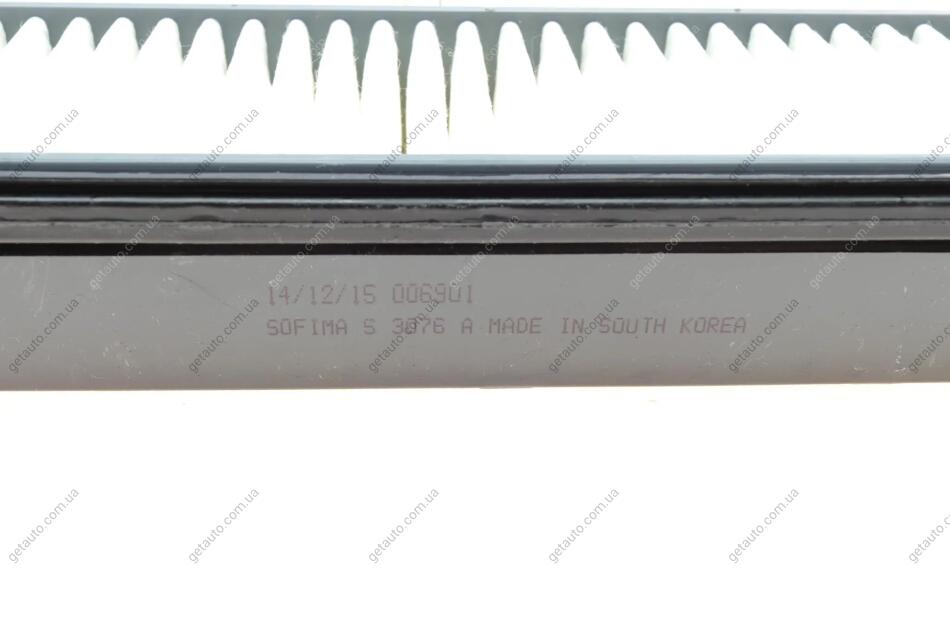 14/12/15 006901
SOFIMA S 3076 A MADE IN SOUTH KOREA
getauto.com.ua